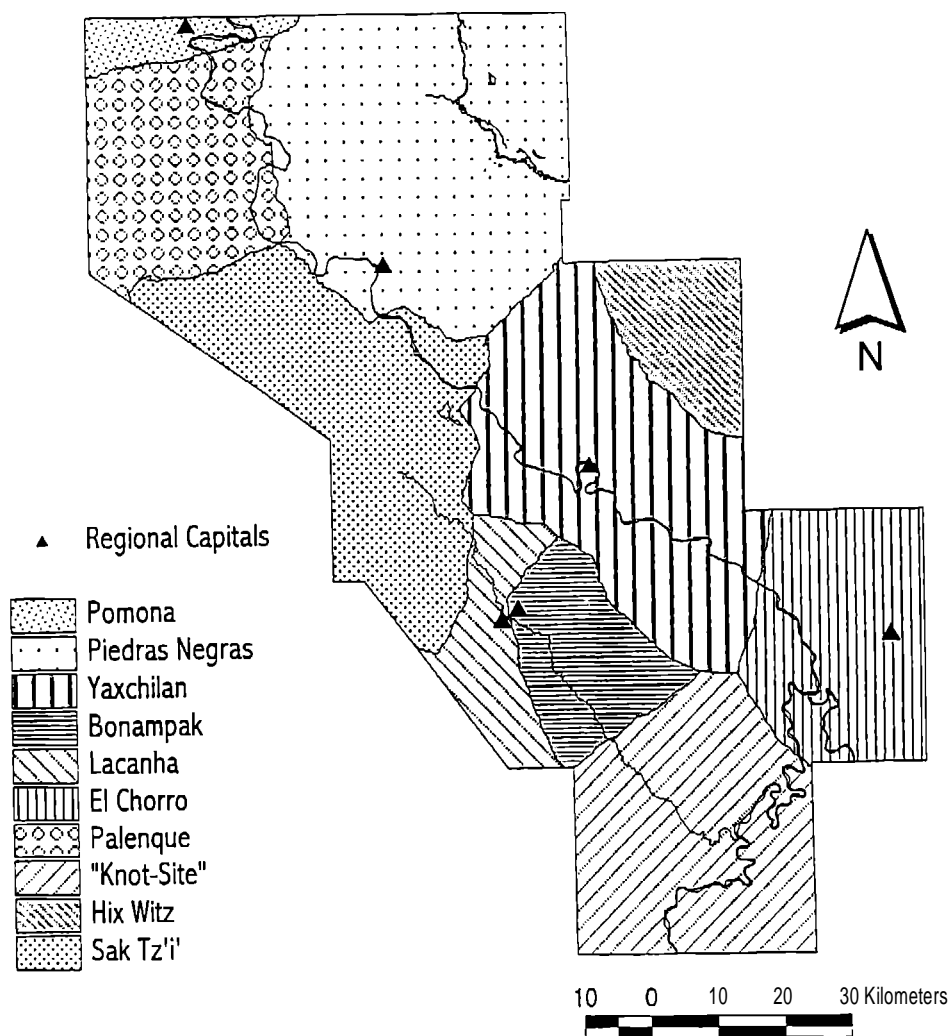 N
Regional Capitals
Pomona
Piedras Negras
Yaxchilan
Bonampak
Lacanha
El Chorro
Palenque
"Knot-Site"
Hix Witz
Sak Tz'i'
10 0 10 20 30 Kilometers